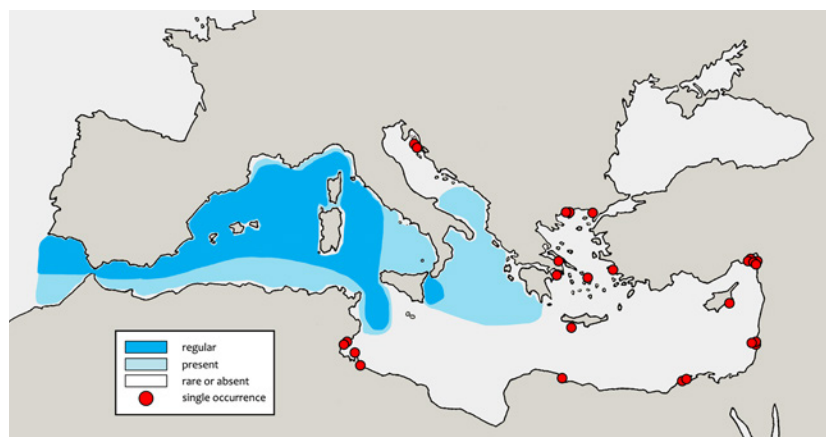 regular
present
rare or absent
single occurrence